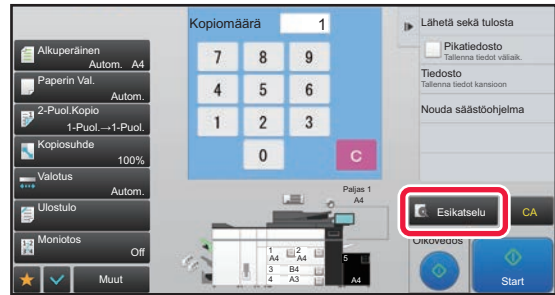 Kopiomäärä 1
Alkuperäinen
Autom. A4
Paperin Val.
Autom.
2-Puol.Kopio
1-Puol.→1-Puol.
Kopiosuhde
100%
Valotus
Autom.
Ulostulo
Moniotos
Off
Muut
7 8 9
4 5 6
1 2 3
0 C
Paljas 1
A4
1 A4 2 A4
3 B4
4 A3
5 A4
Lähetä sekä tulosta
Pikatiedosto
Tallenna tiedot väliaik.
Tiedosto
Tallenna tiedot kansioon
Nouda säästöohjelma
Esikatselu
CA
Ulkovedos
Start